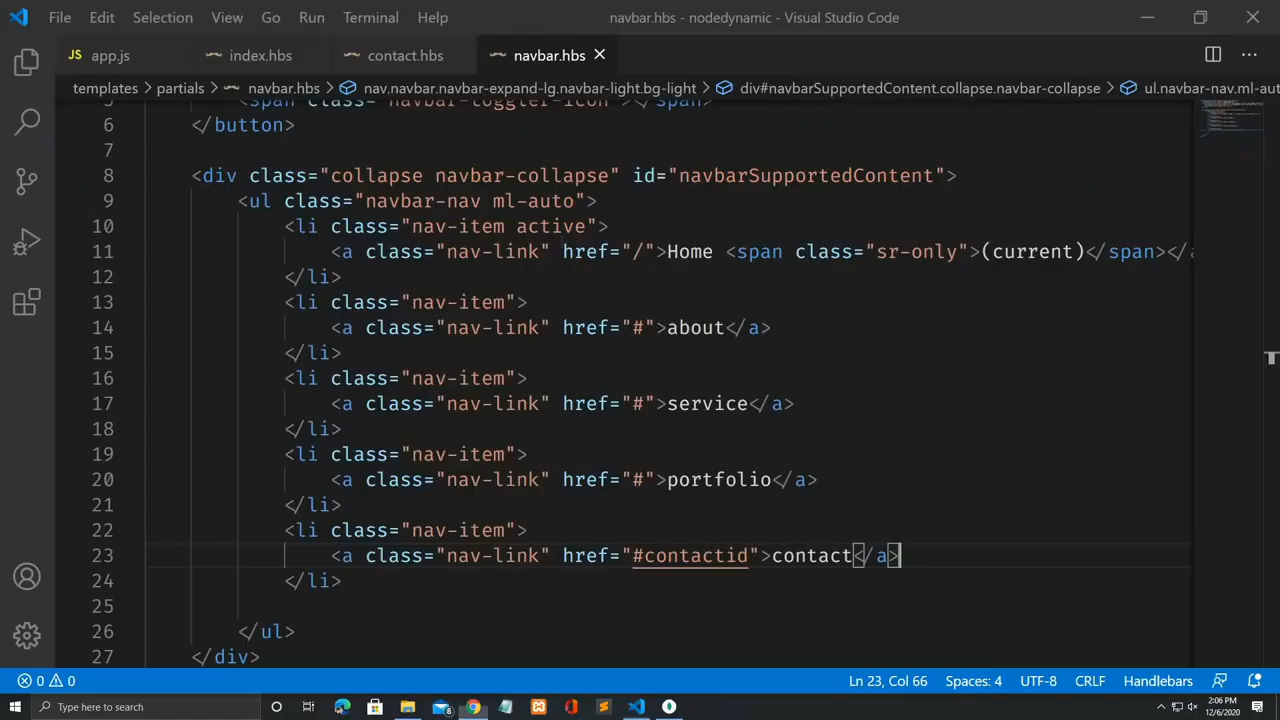 File Edit Selection View Go Run Terminal Help navbar.hbs - nodedynamic - Visual Studio Code
JS app.js index.hbs contact.hbs navbar.hbs
templates > partials > navbar.hbs > nav.navbar.navbar-expand-lg.navbar-light.bg-light > div#navbarSupportedContent.collapse.navbar-collapse > ul.navbar-nav.ml-aut
5 <span class="navbar-toggler-icon"></span>
6 </button>
7
8 <div class="collapse navbar-collapse" id="navbarSupportedContent">
9 <ul class="navbar-nav ml-auto">
10 <li class="nav-item active">
11 <a class="nav-link" href="/">Home <span class="sr-only">(current)</span></a
12 </li>
13 <li class="nav-item">
14 <a class="nav-link" href="#">about</a>
15 </li>
16 <li class="nav-item">
17 <a class="nav-link" href="#">service</a>
18 </li>
19 <li class="nav-item">
20 <a class="nav-link" href="#">portfolio</a>
21 </li>
22 <li class="nav-item">
23 <a class="nav-link" href="#contactid">contact</a>
24 </li>
25
26 </ul>
27 </div>
0 0 Ln 23, Col 66 Spaces: 4 UTF-8 CRLF Handlebars
Type here to search 2:06 PM
12/6/2020